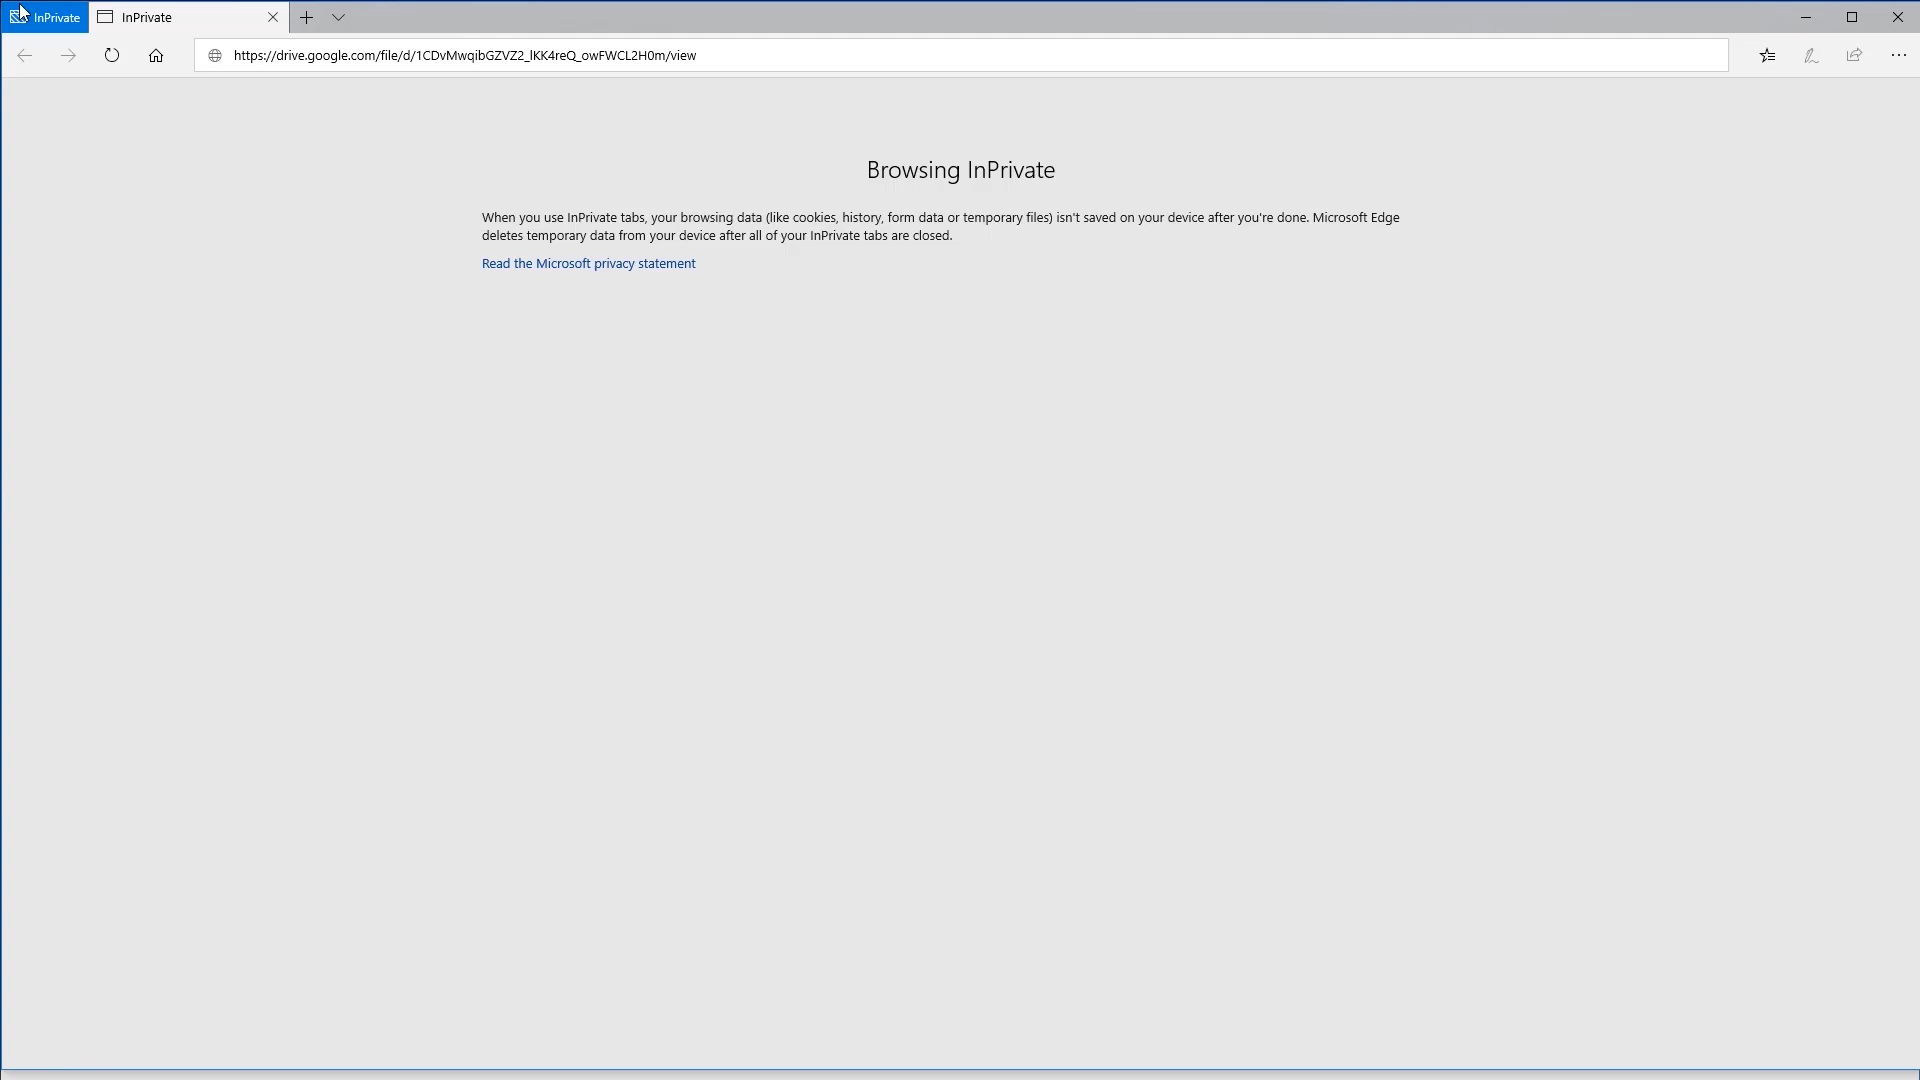 InPrivate
InPrivate
https://drive.google.com/file/d/1CDvMwqibGZVZ2_lKK4reQ_owFWCL2H0m/view
Browsing InPrivate
When you use InPrivate tabs, your browsing data (like cookies, history, form data or temporary files) isn't saved on your device after you're done. Microsoft Edge
deletes temporary data from your device after all of your InPrivate tabs are closed.
Read the Microsoft privacy statement